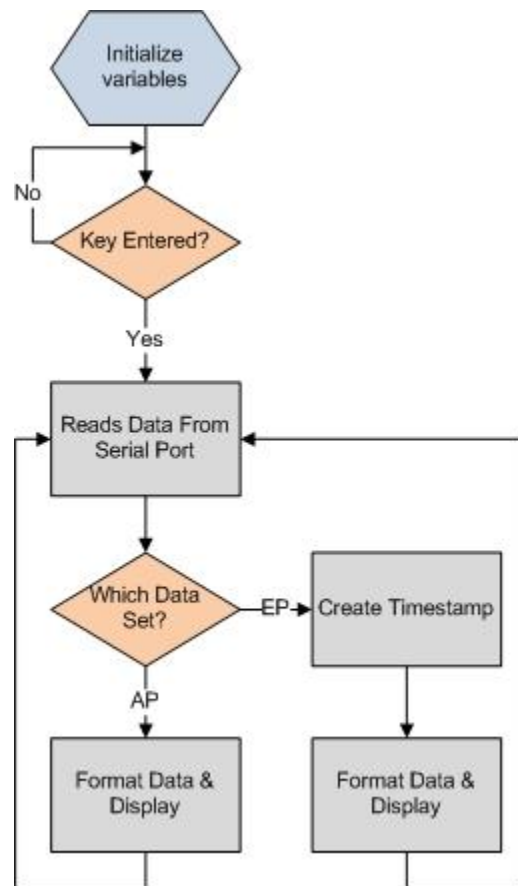 Initialize
variables
No
Key Entered?
Yes
Reads Data From
Serial Port
Which Data
Set?
EP
Create Timestamp
AP
Format Data &
Display
Format Data &
Display